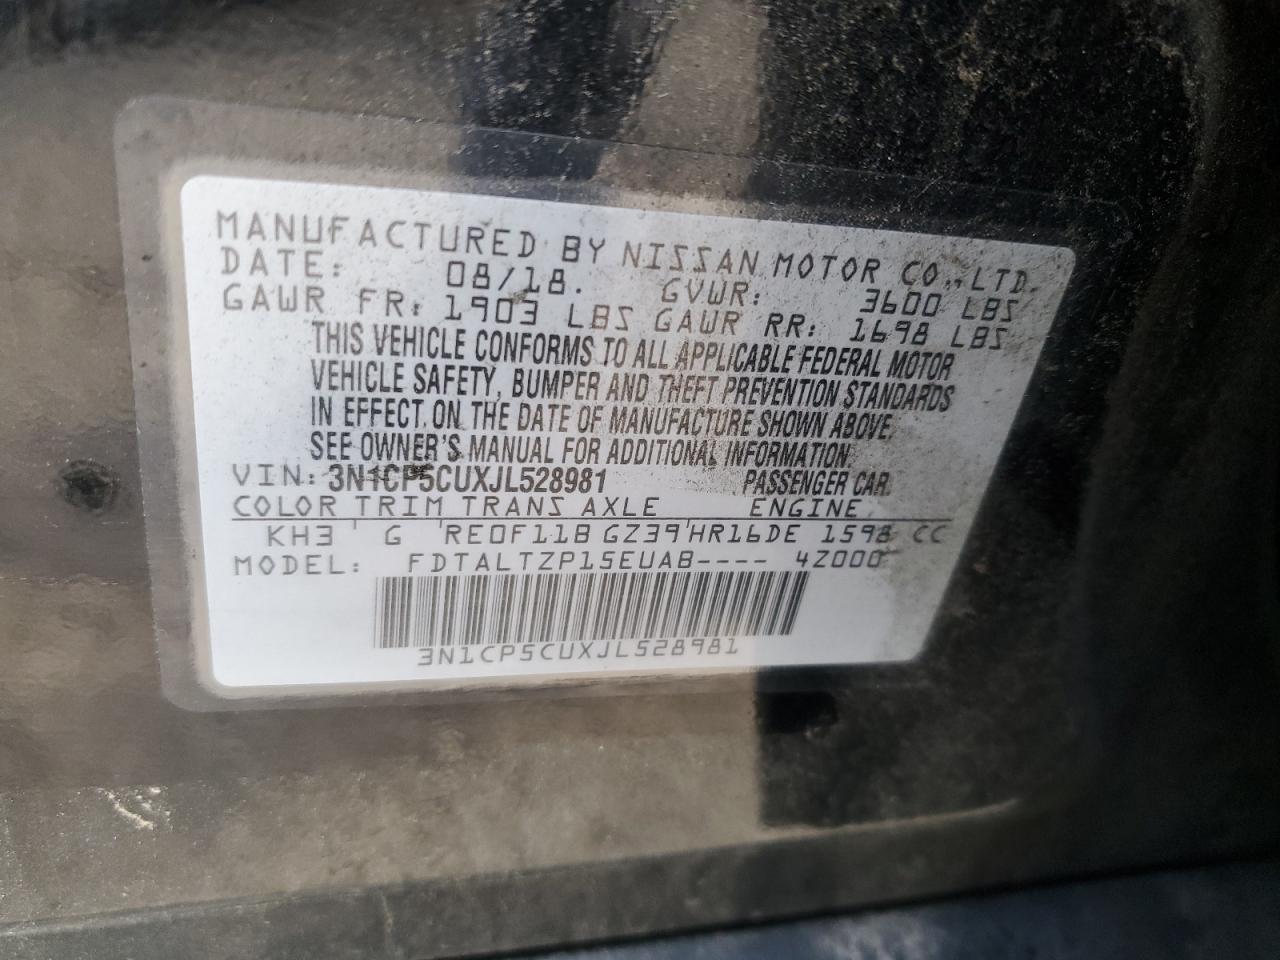 MANUFACTURED BY NISSAN MOTOR CO., LTD.
DATE: 08/18. GVWR: 3600 LBS
GAWR FR: 1903 LBS GAWR RR: 1698 LBS
THIS VEHICLE CONFORMS TO ALL APPLICABLE FEDERAL MOTOR
VEHICLE SAFETY, BUMPER AND THEFT PREVENTION STANDARDS
IN EFFECT ON THE DATE OF MANUFACTURE SHOWN ABOVE.
SEE OWNER'S MANUAL FOR ADDITIONAL INFORMATION
VIN: 3N1CP5CUXJL528981 PASSENGER CAR
COLOR TRIM TRANS AXLE ENGINE
KH3 G RE0F11B GZ39 HR16DE 1598 CC
MODEL: FDTALTZP15EUAB---- 4Z000
3N1CP5CUXJL528981